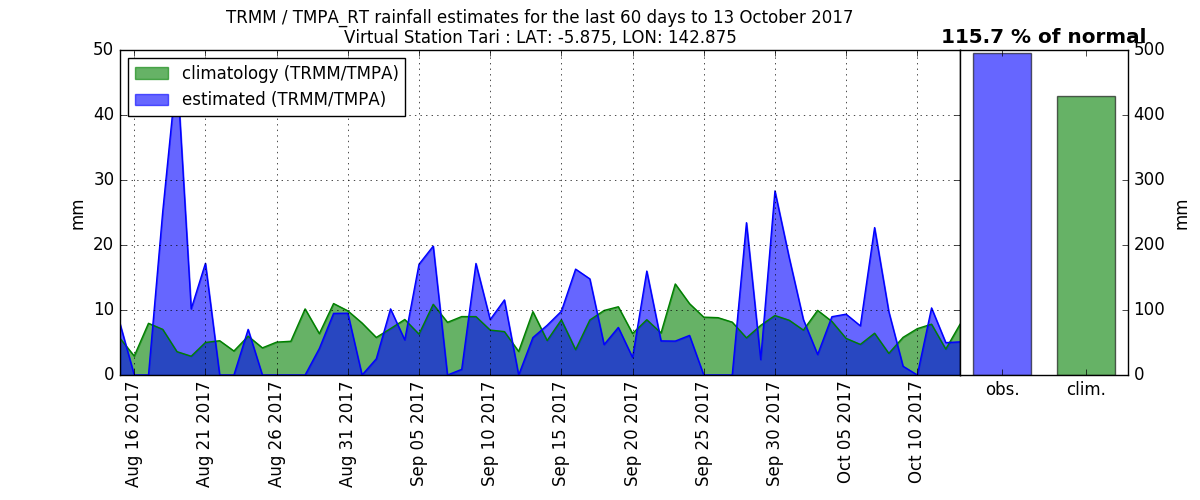 TRMM / TMPA_RT rainfall estimates for the last 60 days to 13 October 2017
Virtual Station Tari : LAT: -5.875, LON: 142.875
115.7 % of normal
climatology (TRMM/TMPA)
estimated (TRMM/TMPA)
50
40
30
20
10
0
mm
500
400
300
200
100
0
mm
obs.
clim.
Aug 16 2017
Aug 21 2017
Aug 26 2017
Aug 31 2017
Sep 05 2017
Sep 10 2017
Sep 15 2017
Sep 20 2017
Sep 25 2017
Sep 30 2017
Oct 05 2017
Oct 10 2017